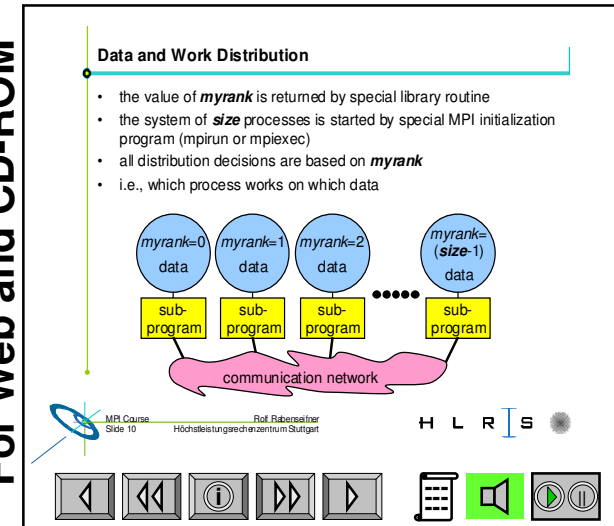 For Web and CD-ROM
Data and Work Distribution
• the value of myrank is returned by special library routine
• the system of size processes is started by special MPI initialization
program (mpirun or mpiexec)
• all distribution decisions are based on myrank
• i.e., which process works on which data
myrank=0
data
myrank=1
data
myrank=2
data
myrank=
(size-1)
data
sub-
program
sub-
program
sub-
program
sub-
program
communication network
MPI Course
Slide 10
Rolf Rabenseifner
Höchstleistungsrechenzentrum Stuttgart
H L R I S